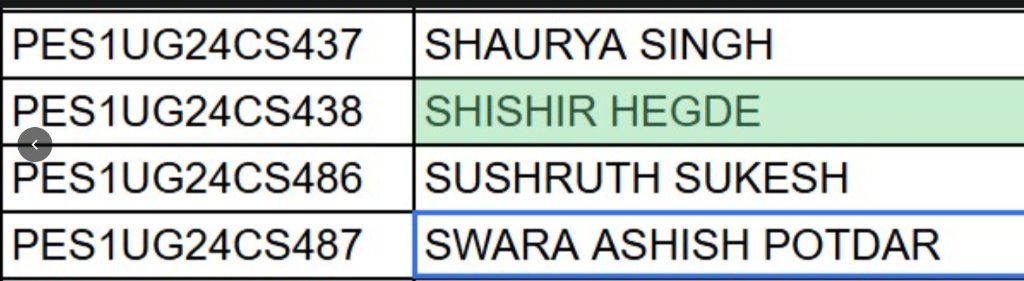 PES1UG24CS437 SHAURYA SINGH
PES1UG24CS438 SHISHIR HEGDE
PES1UG24CS486 SUSHRUTH SUKESH
PES1UG24CS487 SWARA ASHISH POTDAR